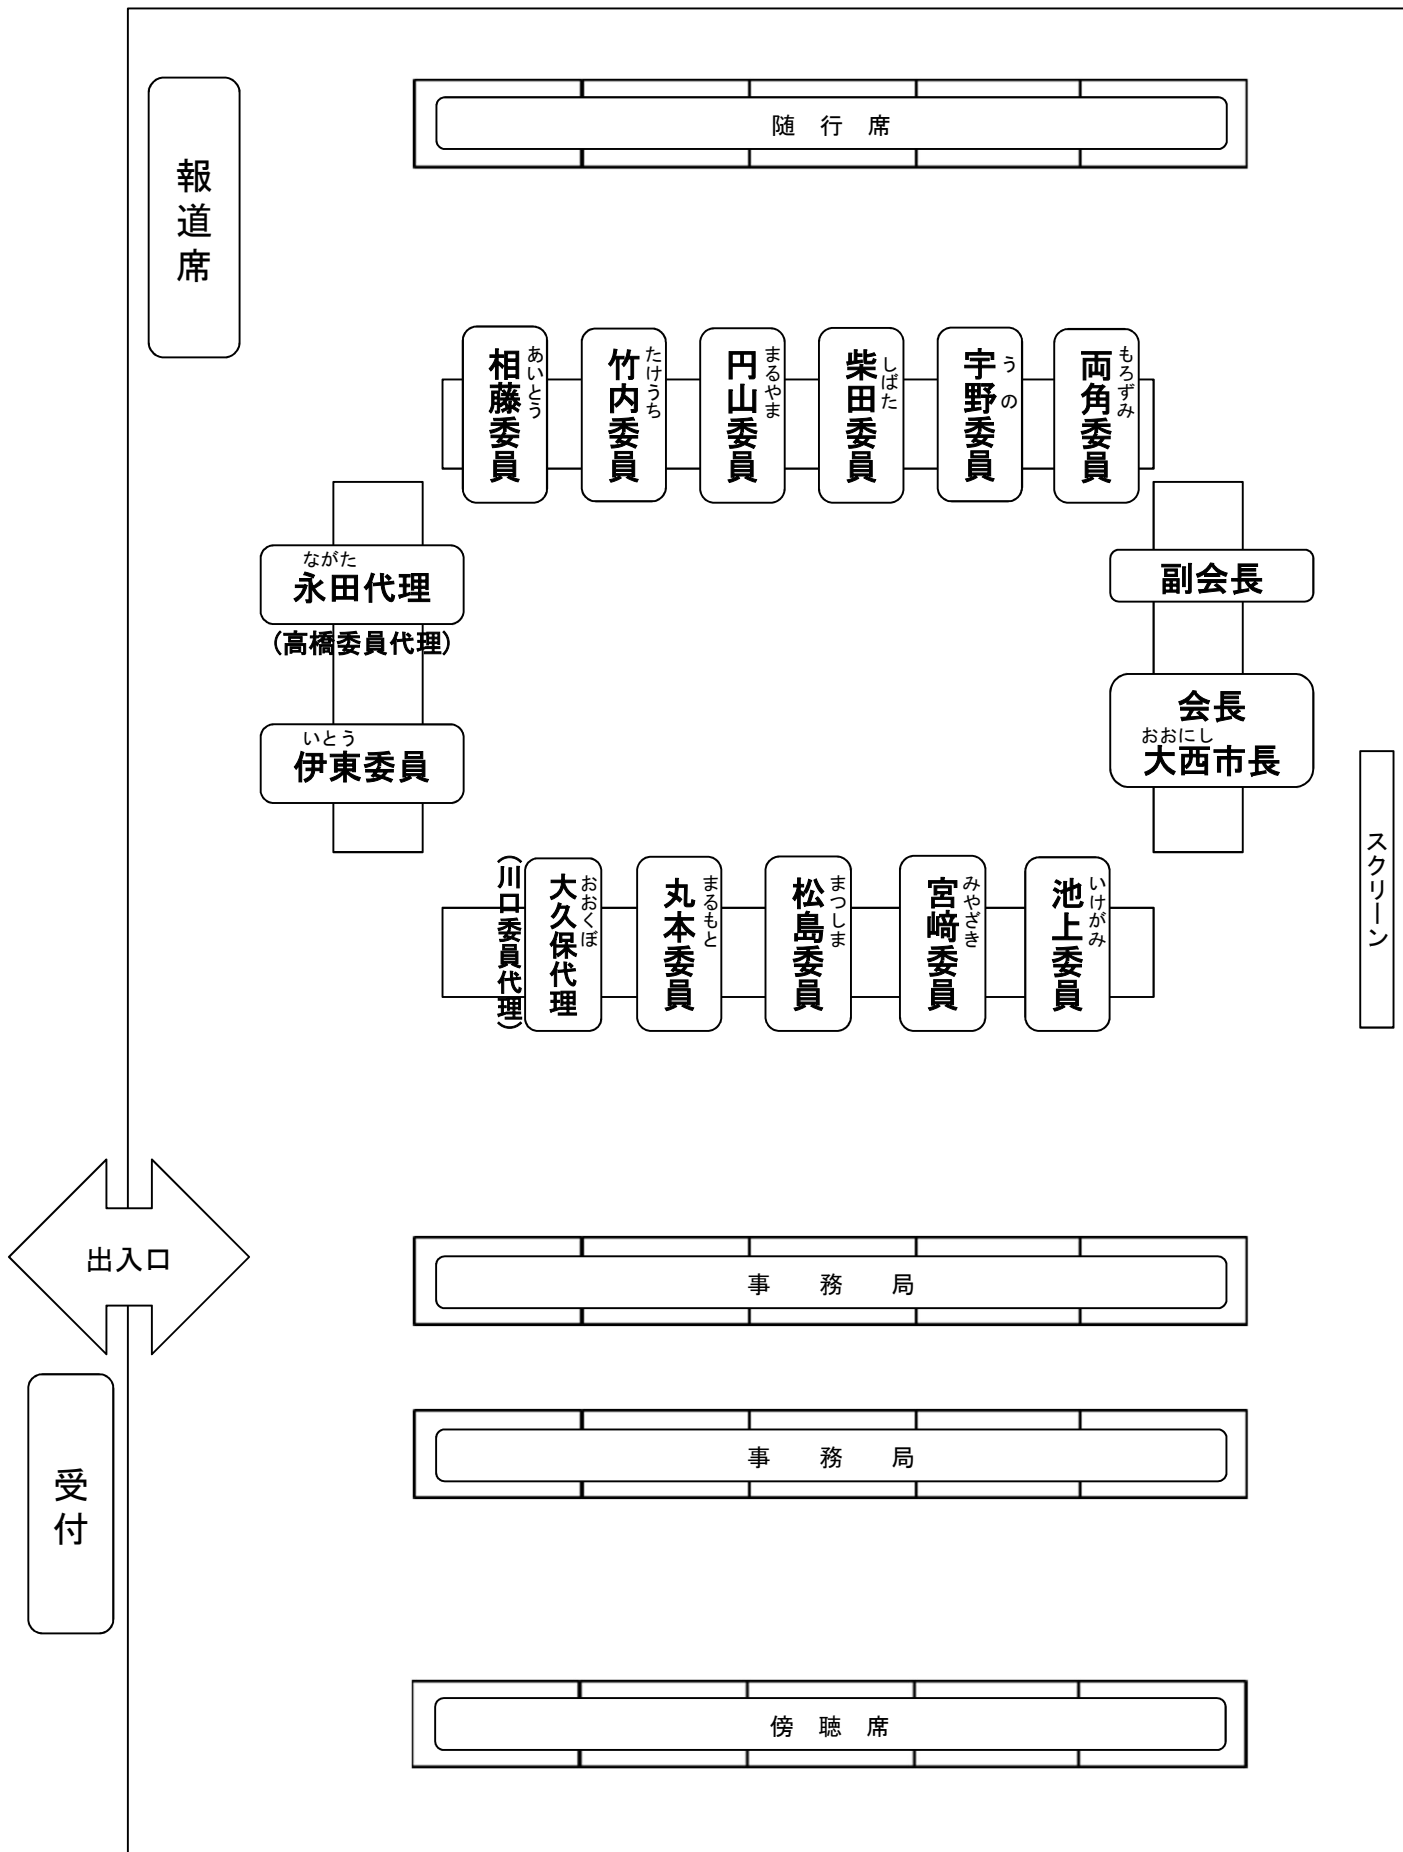 随 行 席
報道席
あいとう
相藤委員
たけうち
竹内委員
まるやま
円山委員
しばた
柴田委員
うの
宇野委員
もろずみ
両角委員
ながた
永田代理
(高橋委員代理)
副会長
会長
おおにし
大西市長
いとう
伊東委員
スクリーン
(川口委員代理)
おおくぼ
大久保代理
まるもと
丸本委員
まつしま
松島委員
みやざき
宮﨑委員
いけがみ
池上委員
出入口
事 務 局
事 務 局
受付
傍 聴 席